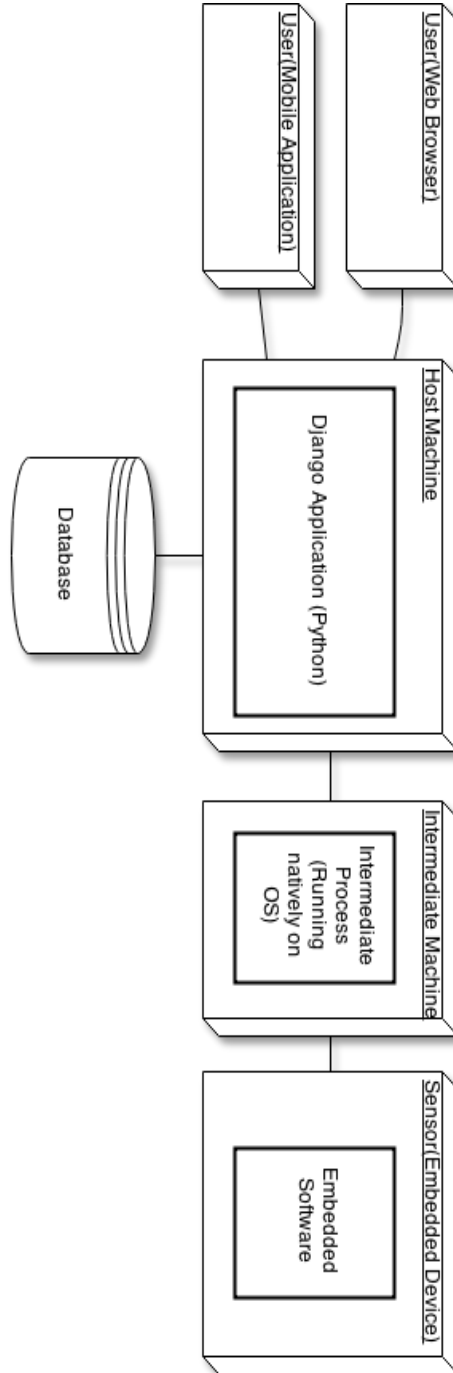 User(Web Browser)
User(Mobile Application)
Host Machine
Django Application (Python)
Database
Intermediate Machine
Intermediate
Process
(Running
natively on
OS)
Sensor(Embedded Device)
Embedded
Software